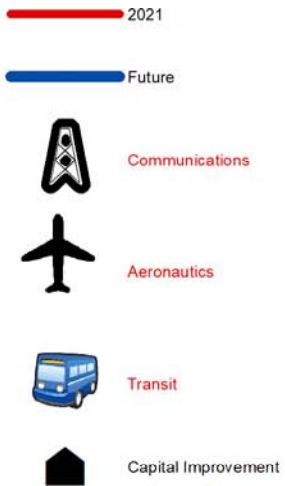 2021
Future
Communications
Aeronautics
Transit
Capital Improvement